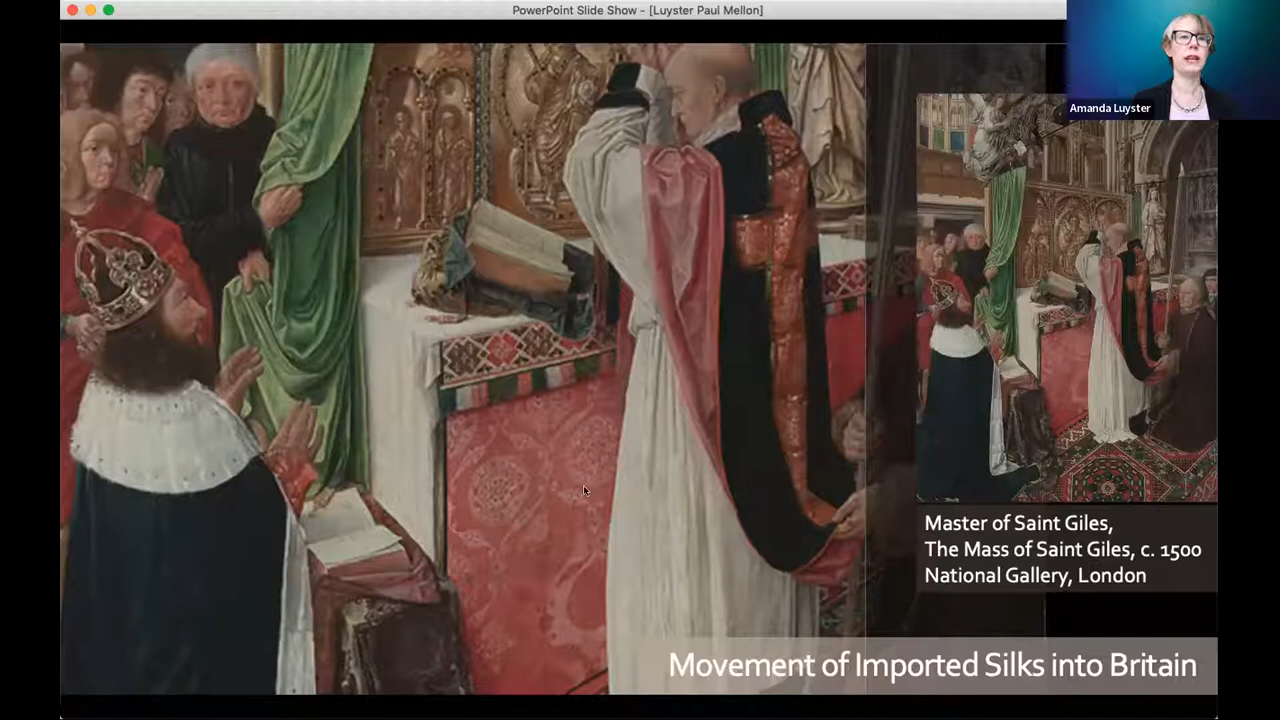 PowerPoint Slide Show - [Luyster Paul Mellon]
Amanda Luyster
Master of Saint Giles,
The Mass of Saint Giles, c. 1500
National Gallery, London
Movement of Imported Silks into Britain